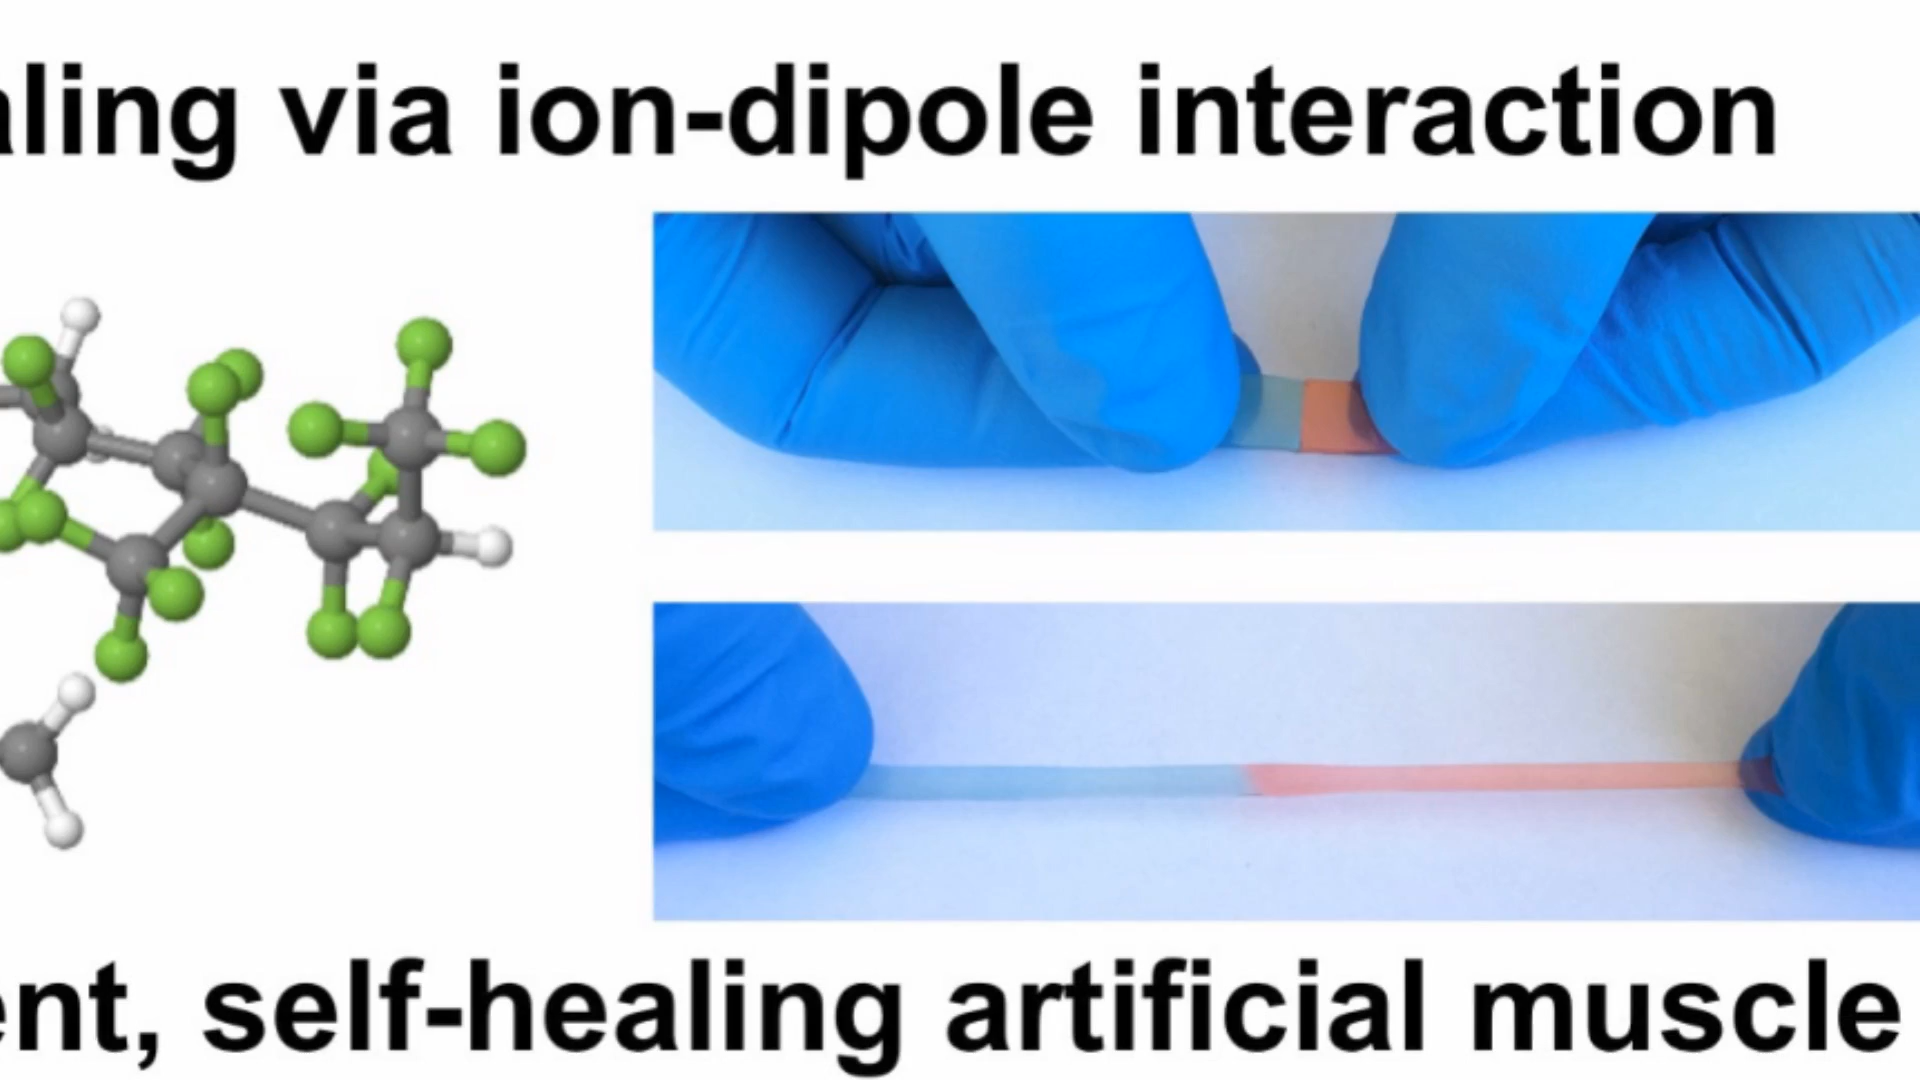 aling via ion-dipole interaction
ent, self-healing artificial muscle